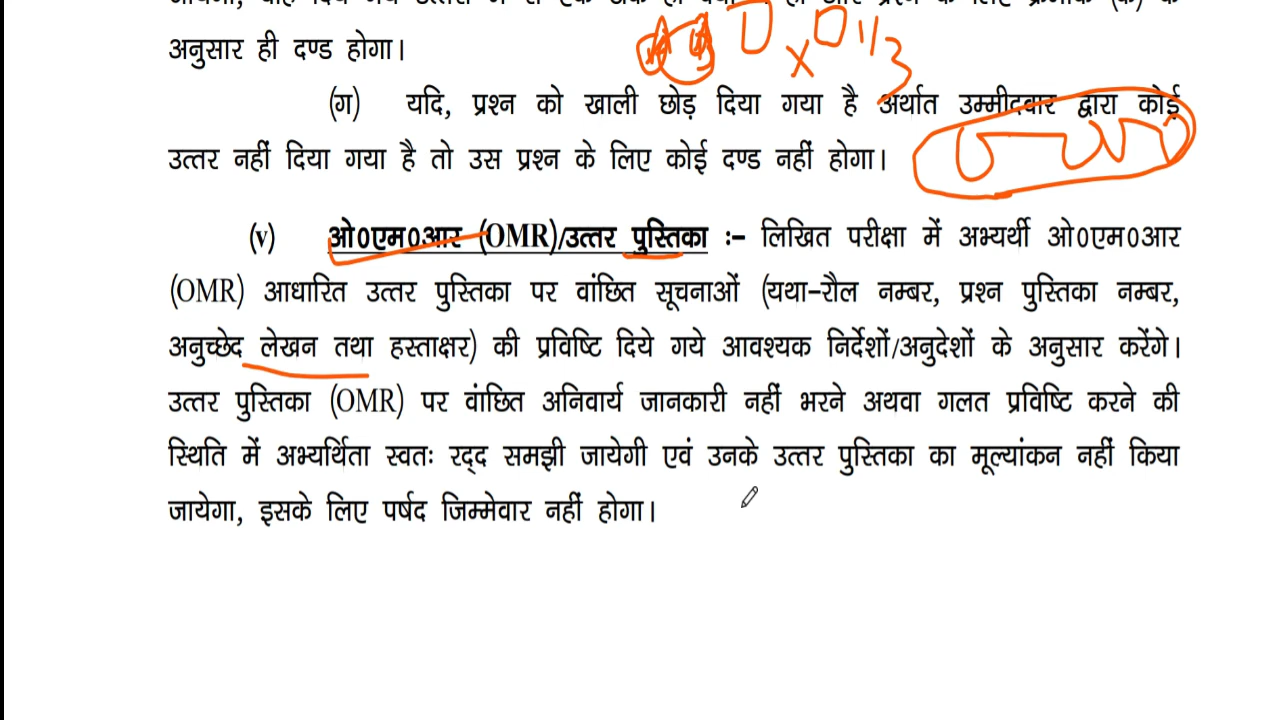 अनुसार ही दण्ड होगा।
(ग) यदि, प्रश्न को खाली छोड़ दिया गया है अर्थात उम्मीदवार द्वारा कोई
उत्तर नहीं दिया गया है तो उस प्रश्न के लिए कोई दण्ड नहीं होगा।
(v) ओ0एम0आर (OMR)/उत्तर पुस्तिका :– लिखित परीक्षा में अभ्यर्थी ओ0एम0आर
(OMR) आधारित उत्तर पुस्तिका पर वांछित सूचनाओं (यथा–रौल नम्बर, प्रश्न पुस्तिका नम्बर,
अनुच्छेद लेखन तथा हस्ताक्षर) की प्रविष्टि दिये गये आवश्यक निर्देशों/अनुदेशों के अनुसार करेंगे।
उत्तर पुस्तिका (OMR) पर वांछित अनिवार्य जानकारी नहीं भरने अथवा गलत प्रविष्टि करने की
स्थिति में अभ्यर्थिता स्वतः रद्द समझी जायेगी एवं उनके उत्तर पुस्तिका का मूल्यांकन नहीं किया
जायेगा, इसके लिए पर्षद जिम्मेवार नहीं होगा।